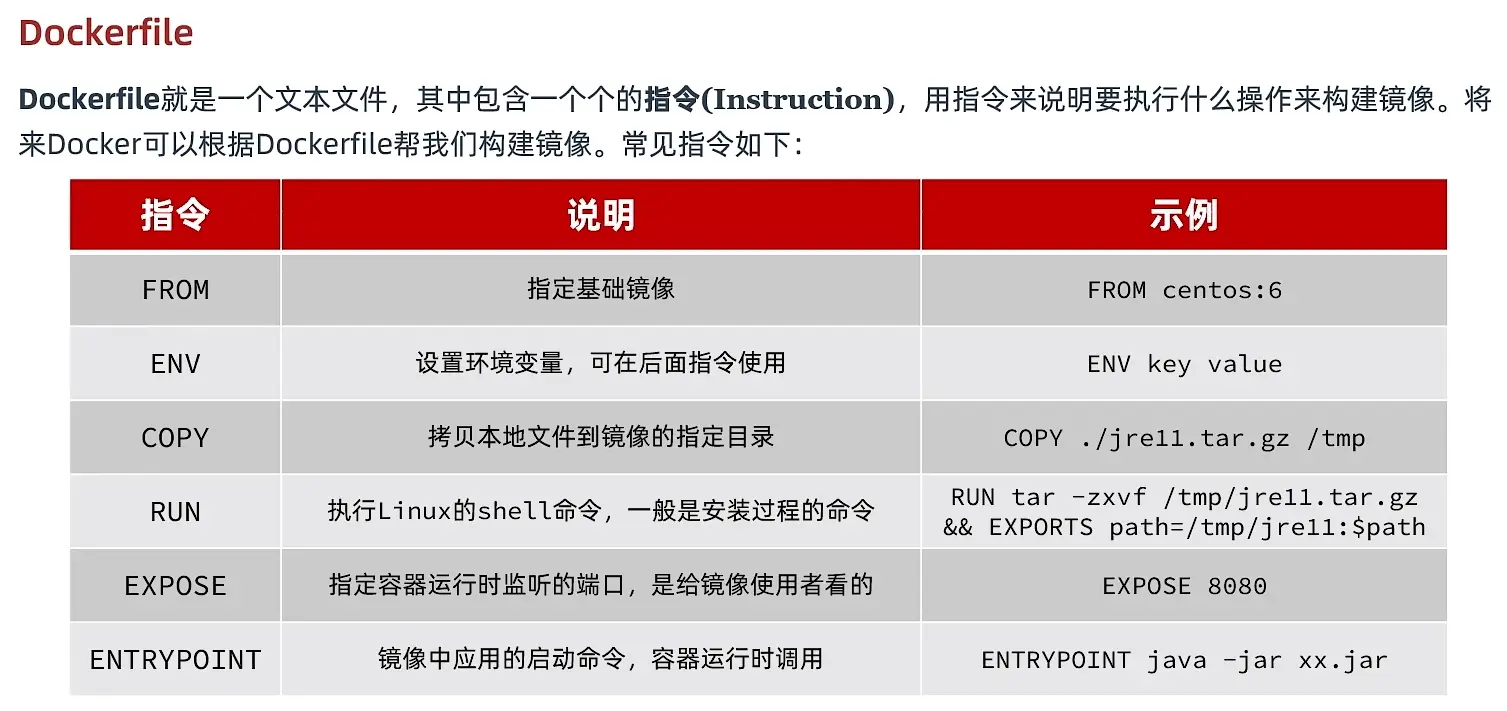 Dockerfile
Dockerfile就是一个文本文件，其中包含一个个的指令(Instruction)，用指令来说明要执行什么操作来构建镜像。将
来Docker可以根据Dockerfile帮我们构建镜像。常见指令如下：
指令 说明 示例
FROM 指定基础镜像 FROM centos:6
ENV 设置环境变量，可在后面指令使用 ENV key value
COPY 拷贝本地文件到镜像的指定目录 COPY ./jre11.tar.gz /tmp
RUN 执行Linux的shell命令，一般是安装过程的命令 RUN tar -zxvf /tmp/jre11.tar.gz
&& EXPORTS path=/tmp/jre11:$path
EXPOSE 指定容器运行时监听的端口，是给镜像使用者看的 EXPOSE 8080
ENTRYPOINT 镜像中应用的启动命令，容器运行时调用 ENTRYPOINT java -jar xx.jar